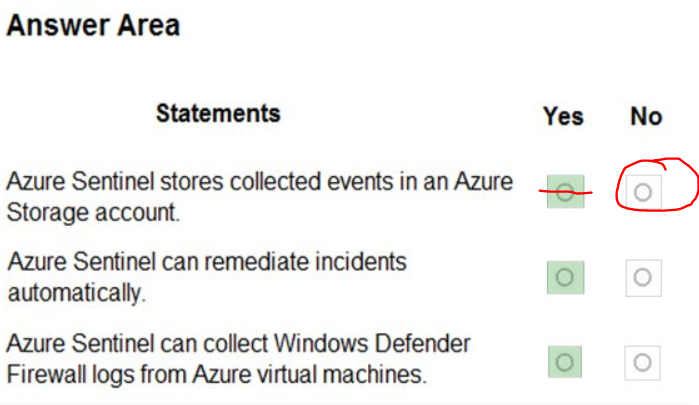 Answer Area
Statements Yes No
Azure Sentinel stores collected events in an Azure
Storage account.
Azure Sentinel can remediate incidents
automatically.
Azure Sentinel can collect Windows Defender
Firewall logs from Azure virtual machines.